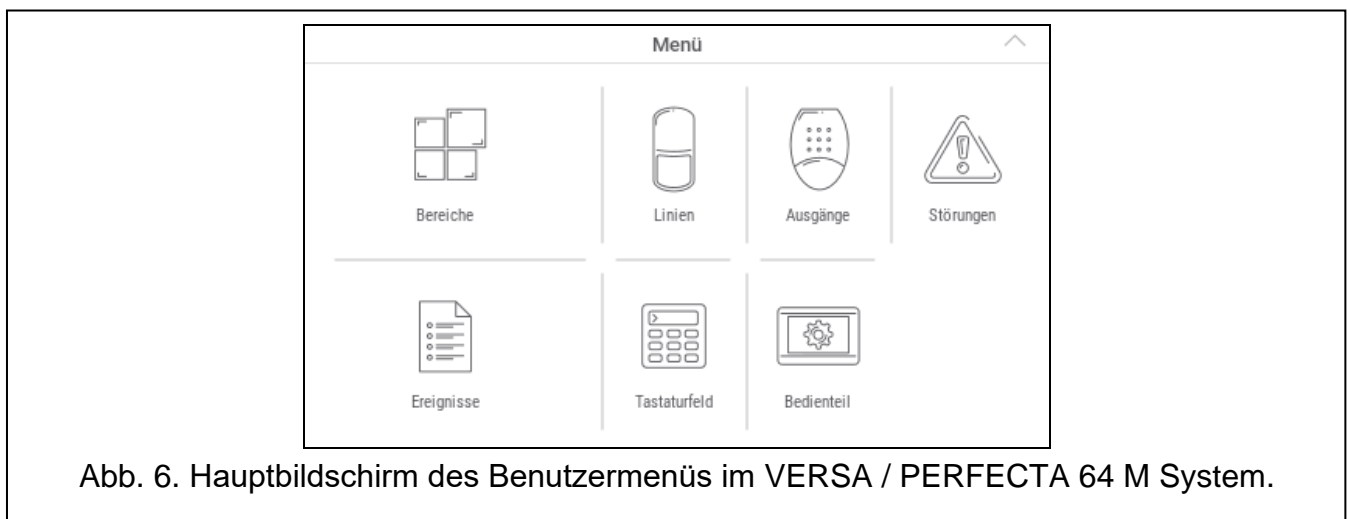 Menü
Bereiche
Linien
Ausgänge
Störungen
Ereignisse
Tastaturfeld
Bedienteil
Abb. 6. Hauptbildschirm des Benutzermenüs im VERSA / PERFECTA 64 M System.